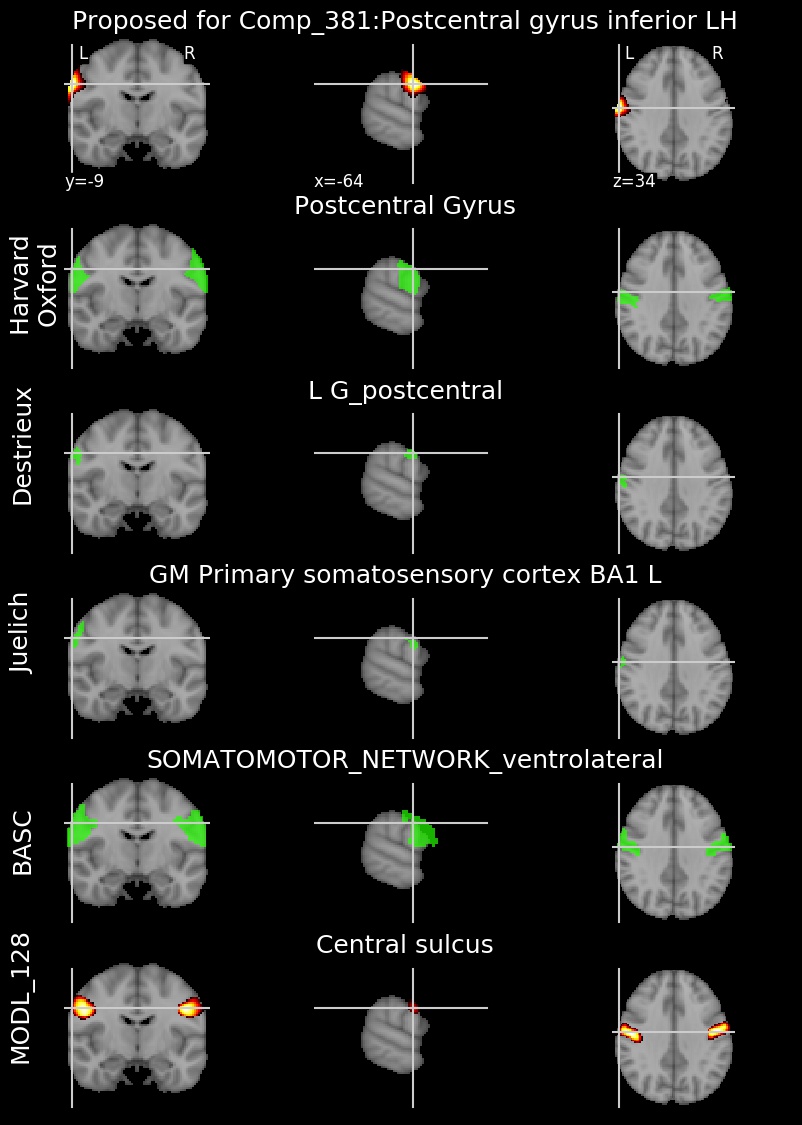 Proposed for Comp_381:Postcentral gyrus inferior LH
L R
L R
y=-9
x=-64
z=34
Postcentral Gyrus
Harvard
Oxford
L G_postcentral
Destrieux
GM Primary somatosensory cortex BA1 L
Juelich
SOMATOMOTOR_NETWORK_ventrolateral
BASC
Central sulcus
MODL_128